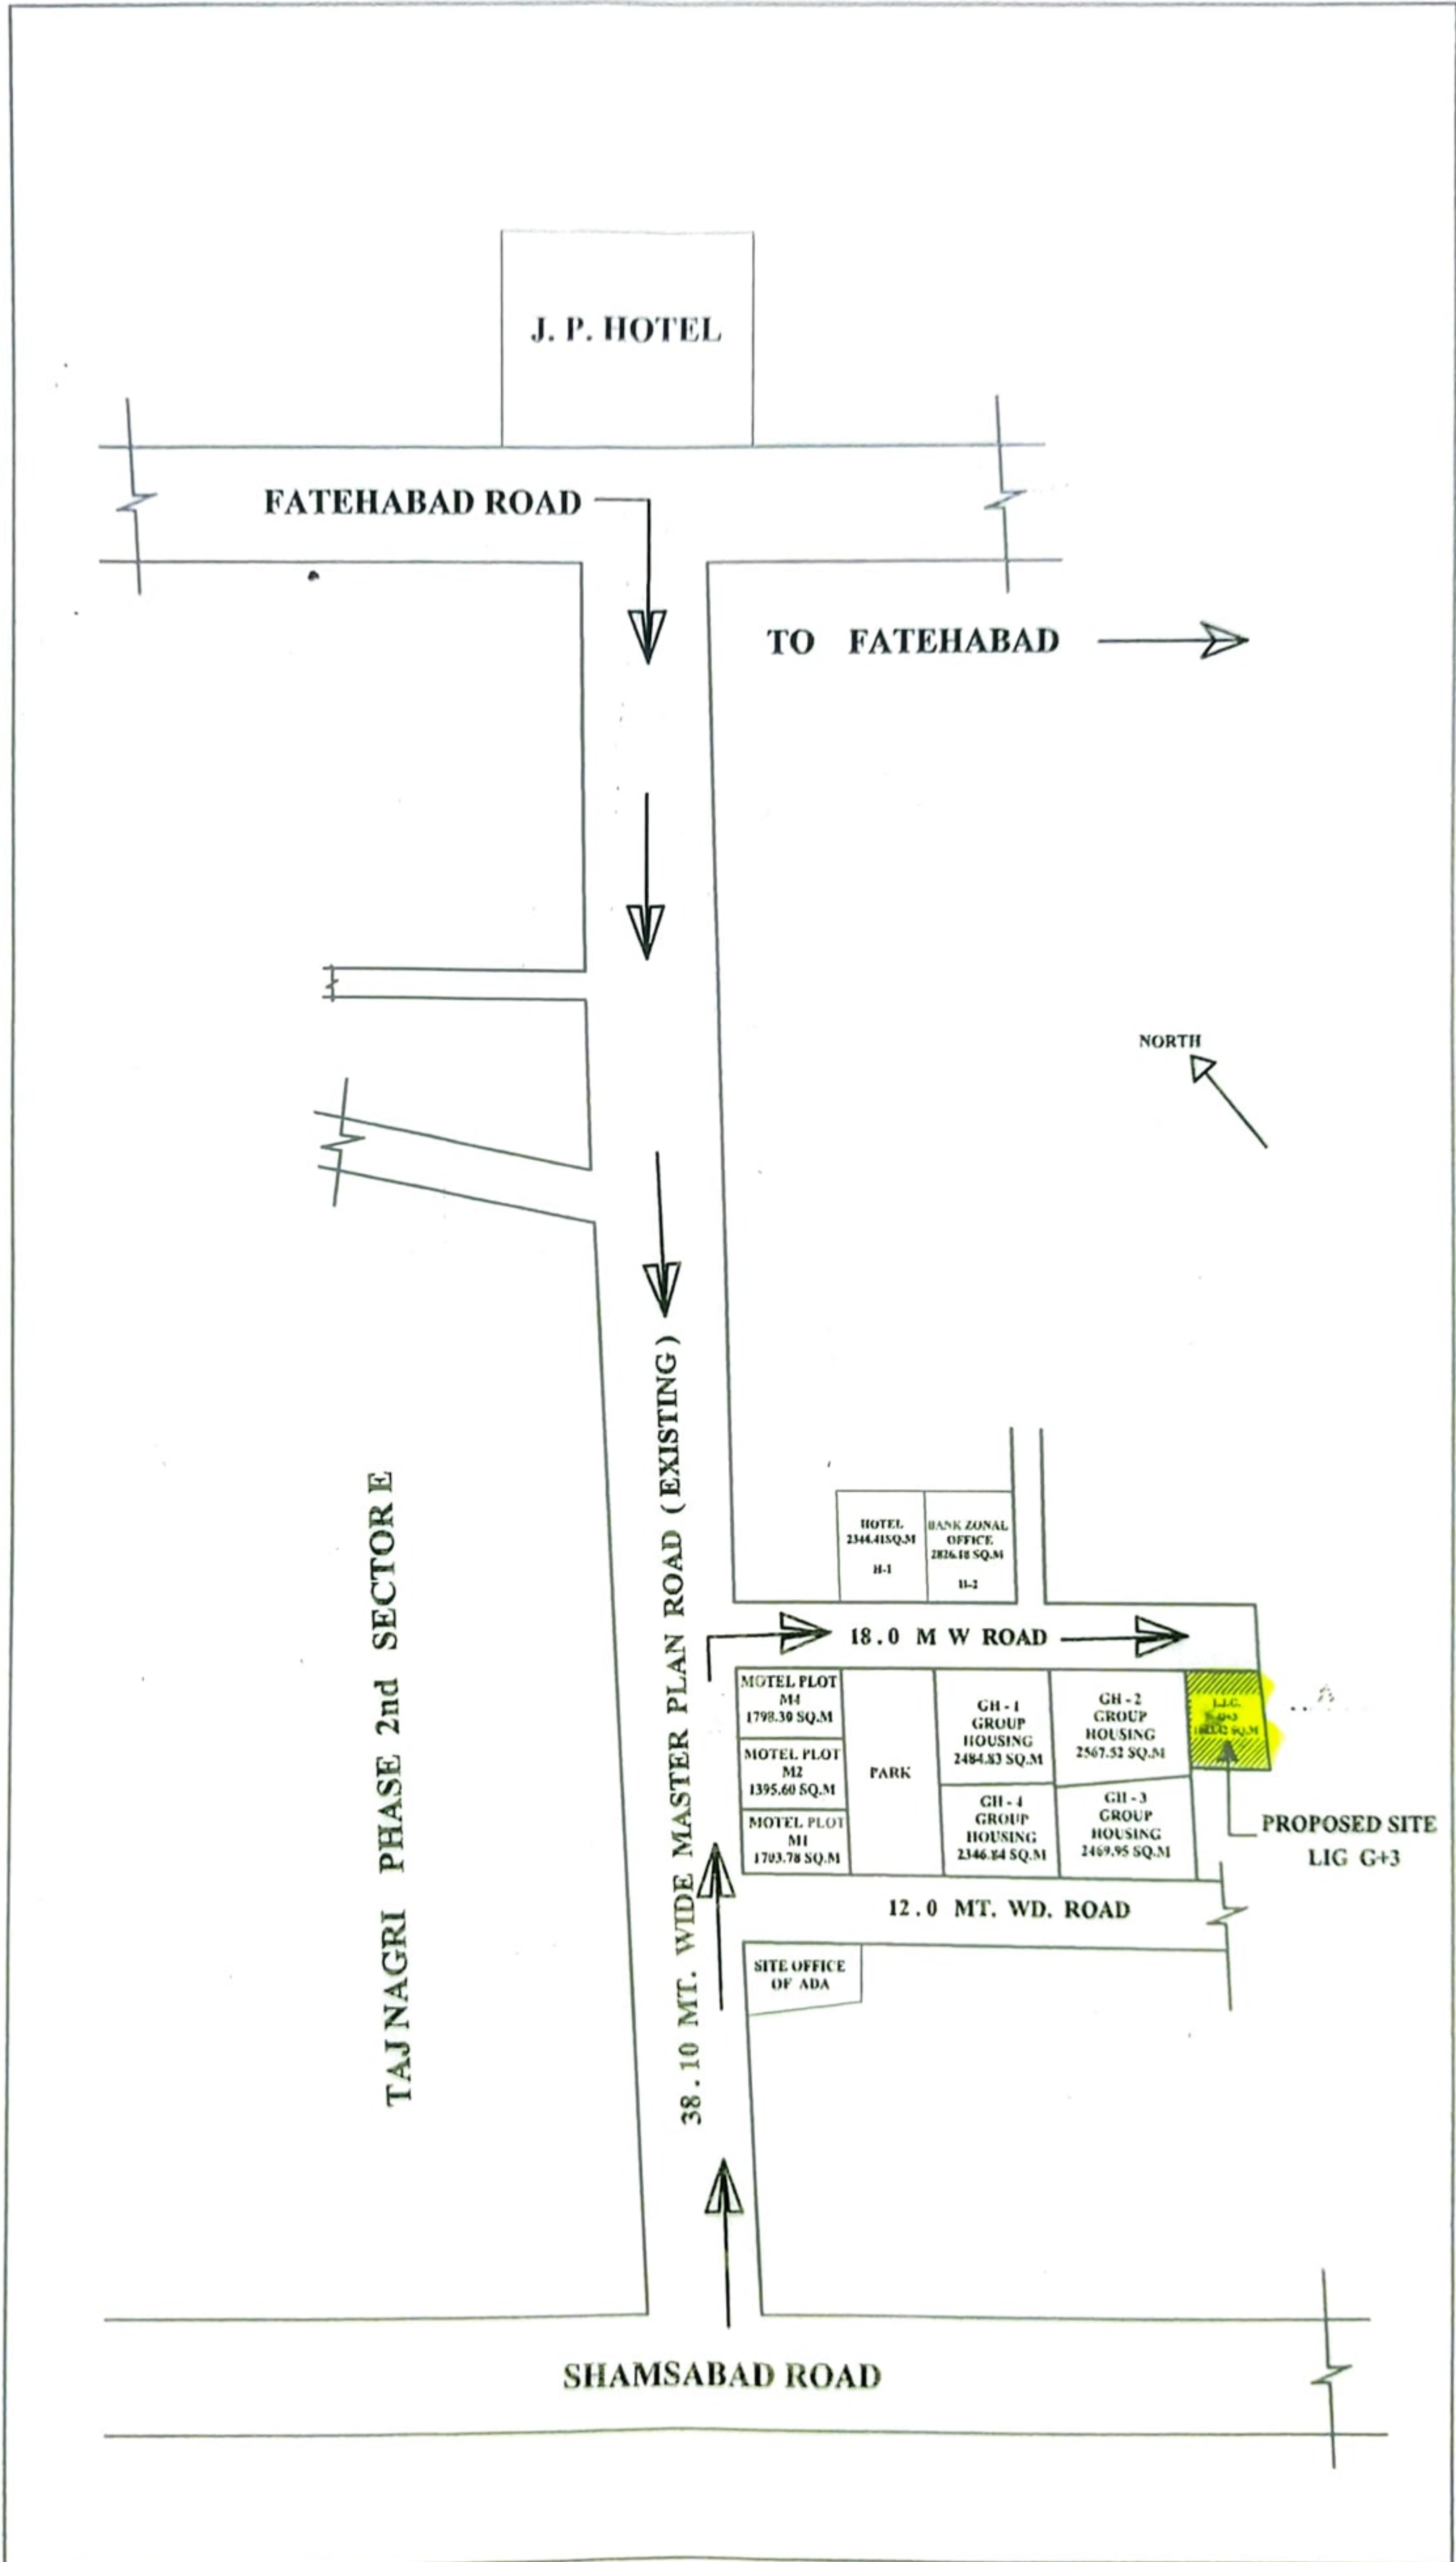 J. P. HOTEL
FATEHABAD ROAD
TO FATEHABAD
NORTH
TAJ NAGRI PHASE 2nd SECTOR E
38.10 MT. WIDE MASTER PLAN ROAD (EXISTING)
HOTEL
2344.41SQ.M
H-1
BANK ZONAL
OFFICE
2826.18 SQ.M
H-2
18.0 M W ROAD
MOTEL PLOT
M4
1798.30 SQ.M
MOTEL PLOT
M2
1395.60 SQ.M
MOTEL PLOT
M1
1703.78 SQ.M
PARK
GH - 1
GROUP
HOUSING
2484.83 SQ.M
GH - 2
GROUP
HOUSING
2567.52 SQ.M
GH - 4
GROUP
HOUSING
2346.84 SQ.M
GH - 3
GROUP
HOUSING
2469.95 SQ.M
SQ.M
PROPOSED SITE
LIG G+3
12.0 MT. WD. ROAD
SITE OFFICE
OF ADA
SHAMSABAD ROAD